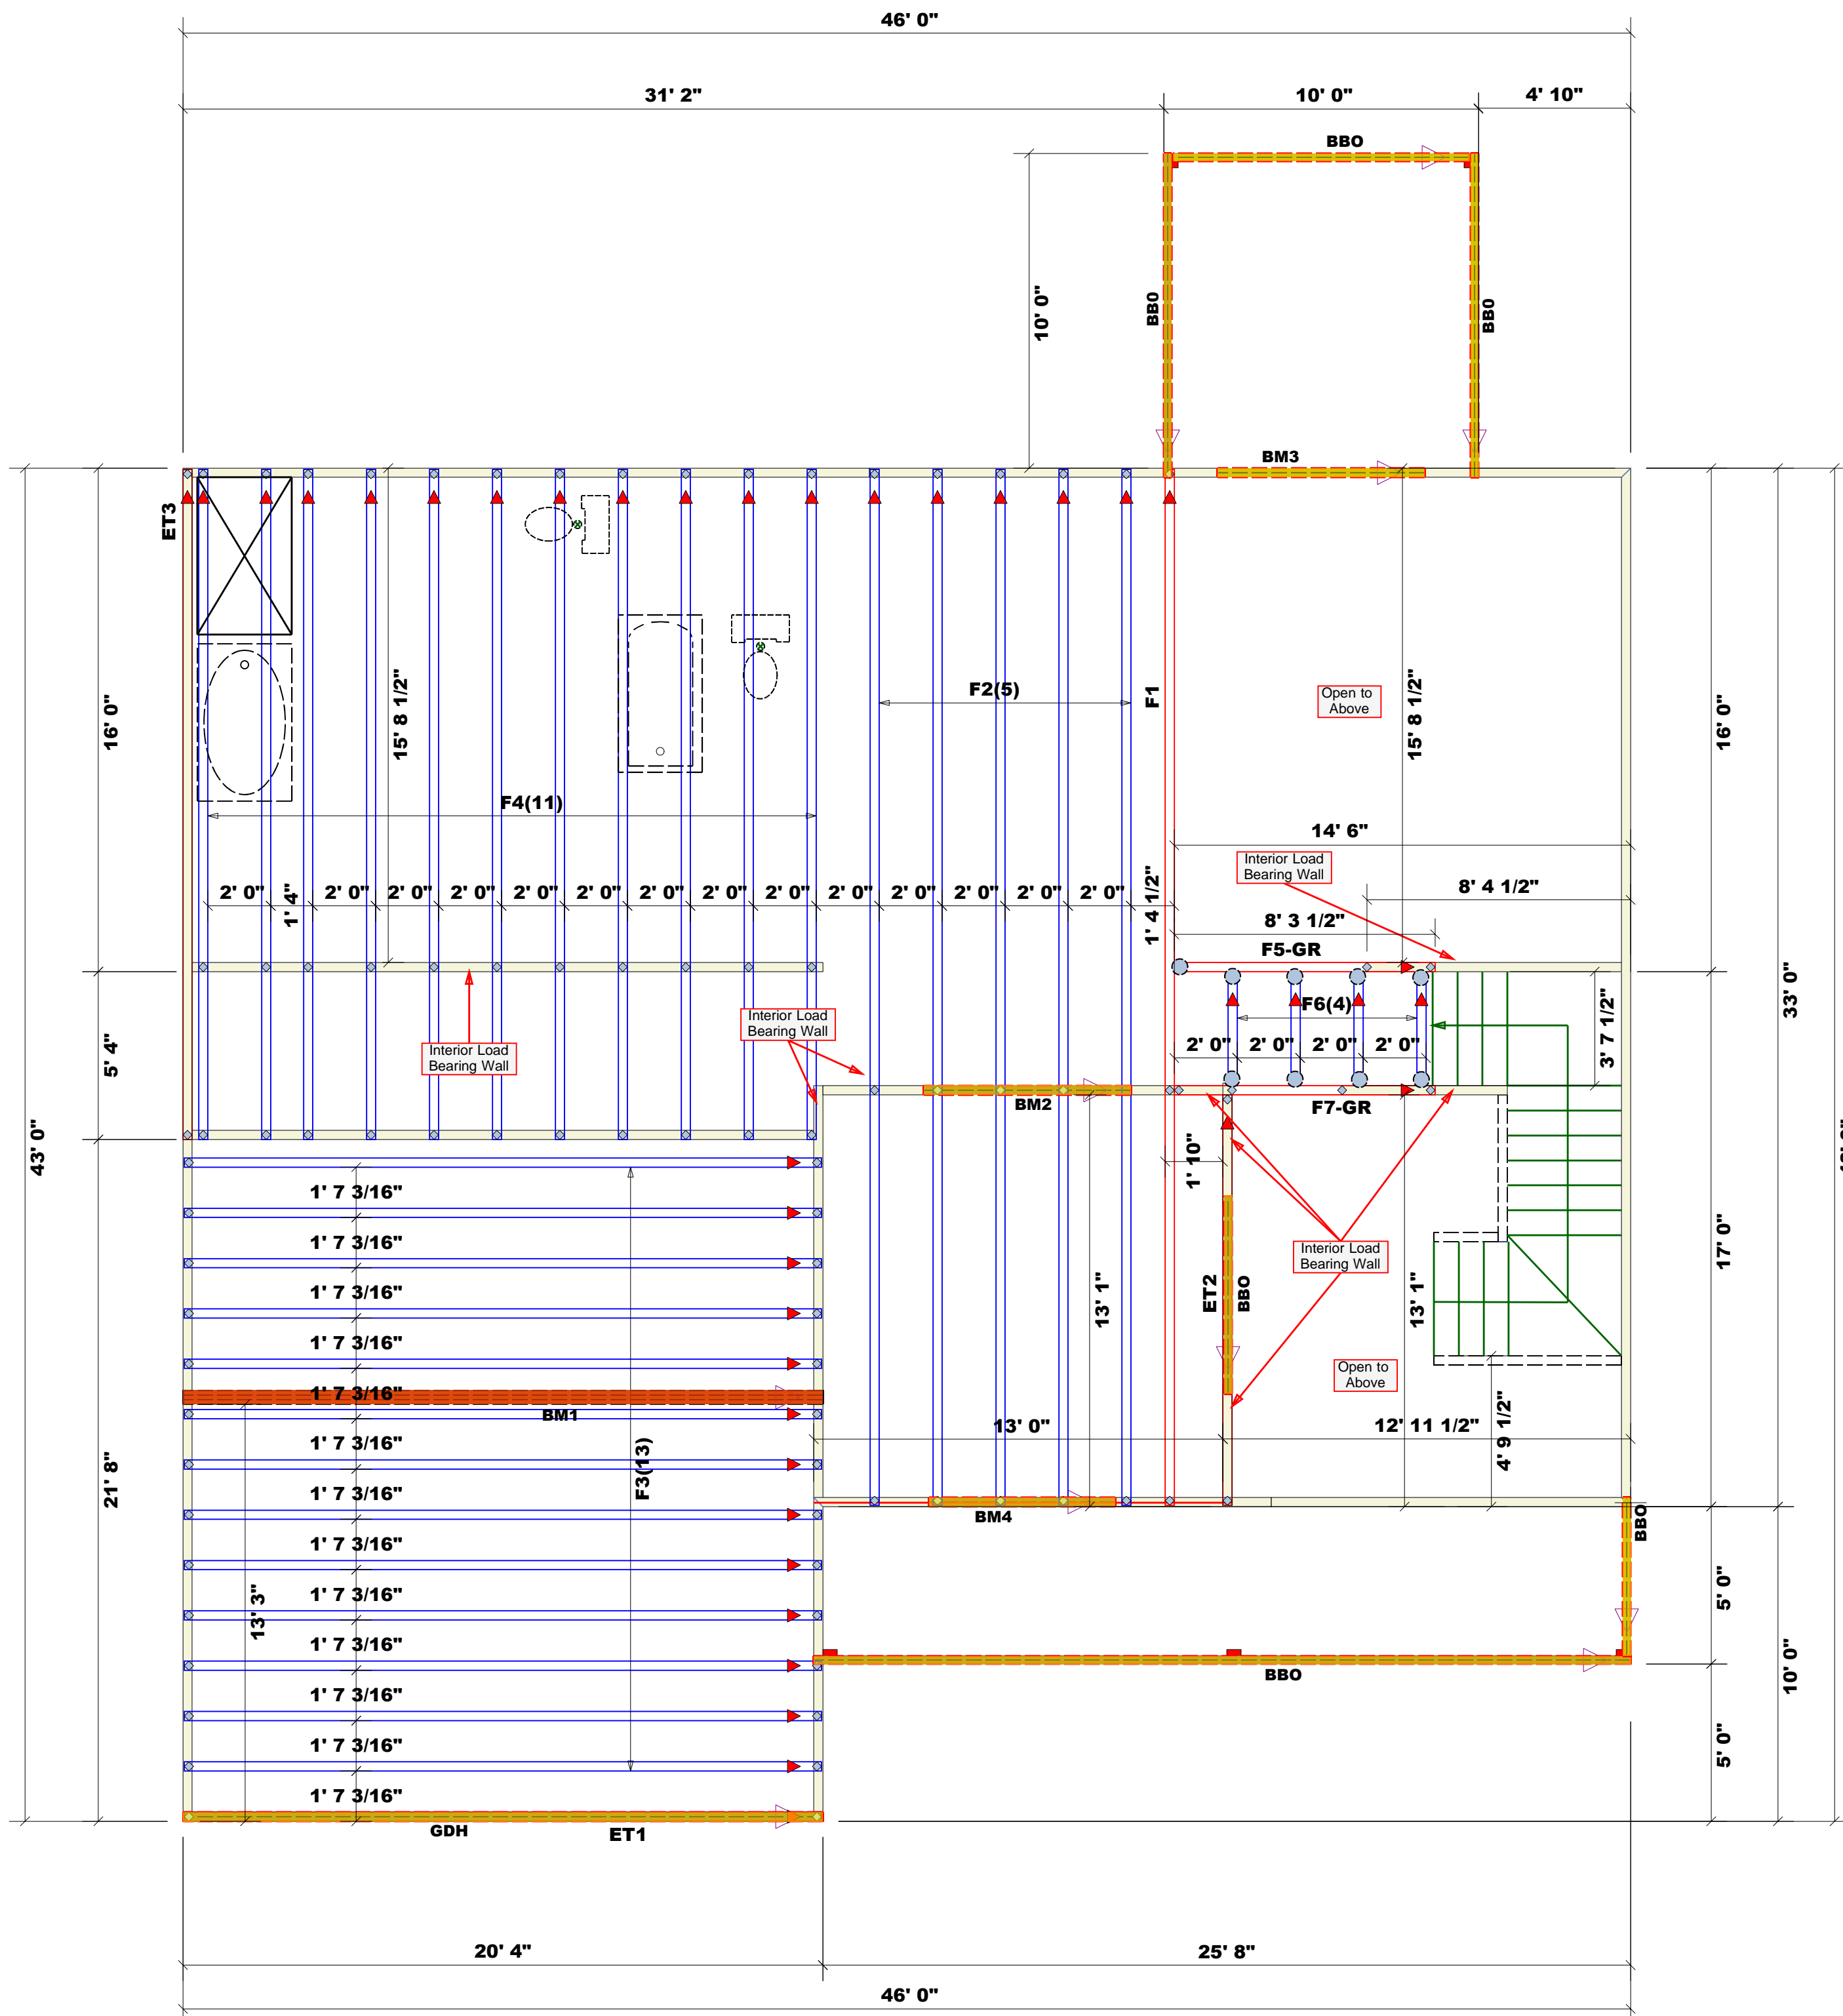 46' 0"
31' 2"
10' 0"
4' 10"
BBO
10' 0"
BBO
BBO
BM3
ET3
16' 0"
15' 8 1/2"
F2(5)
F1
Open to
Above
15' 8 1/2"
16' 0"
F4(11)
14' 6"
Interior Load
Bearing Wall
2' 0"
1' 4"
2' 0"
2' 0"
2' 0"
2' 0"
2' 0"
2' 0"
2' 0"
2' 0"
2' 0"
2' 0"
2' 0"
2' 0"
2' 0"
1' 4 1/2"
8' 4 1/2"
8' 3 1/2"
F5-GR
33' 0"
5' 4"
Interior Load
Bearing Wall
Interior Load
Bearing Wall
F6(4)
2' 0"
2' 0"
2' 0"
2' 0"
3' 7 1/2"
BM2
F7-GR
43' 0"
1' 10"
1' 7 3/16"
1' 7 3/16"
1' 7 3/16"
1' 7 3/16"
1' 7 3/16"
BM1
Interior Load
Bearing Wall
17' 0"
13' 1"
ET2
BBO
13' 1"
Open to
Above
13' 0"
12' 11 1/2"
4' 9 1/2"
21' 8"
F3(13)
1' 7 3/16"
1' 7 3/16"
1' 7 3/16"
1' 7 3/16"
1' 7 3/16"
1' 7 3/16"
1' 7 3/16"
1' 7 3/16"
13' 3"
BM4
BBO
5' 0"
BBO
10' 0"
5' 0"
GDH
ET1
20' 4"
25' 8"
46' 0"